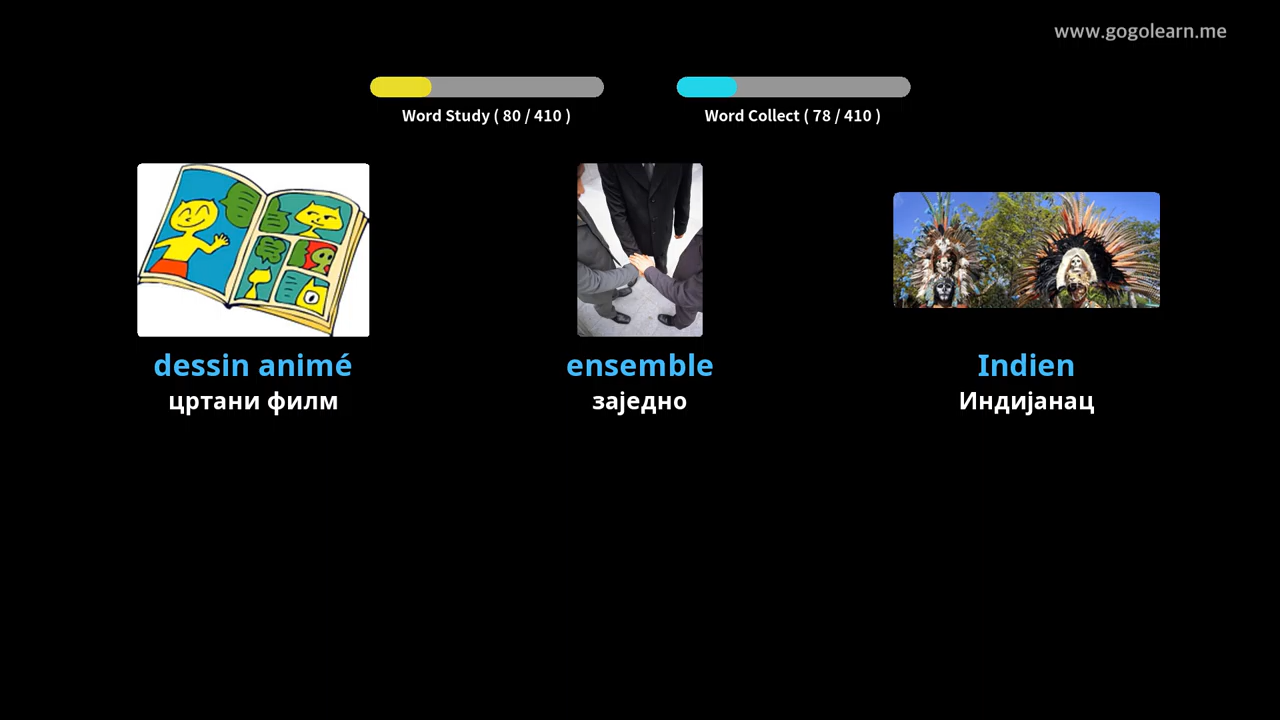 www.gogolearn.me
Word Study ( 80 / 410 )
Word Collect ( 78 / 410 )
dessin animé
цртани филм
ensemble
заједно
Indien
Индијанац